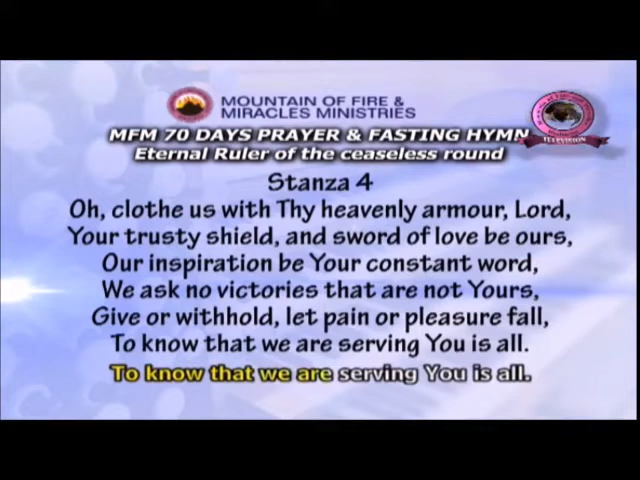 MOUNTAIN OF FIRE &
MIRACLES MINISTRIES
MFM 70 DAYS PRAYER & FASTING HYMN
Eternal Ruler of the ceaseless round
TELEVISION
Stanza 4
Oh, clothe us with Thy heavenly armour, Lord,
Your trusty shield, and sword of love be ours,
Our inspiration be Your constant word,
We ask no victories that are not Yours,
Give or withhold, let pain or pleasure fall,
To know that we are serving You is all.
To know that we are serving You is all.